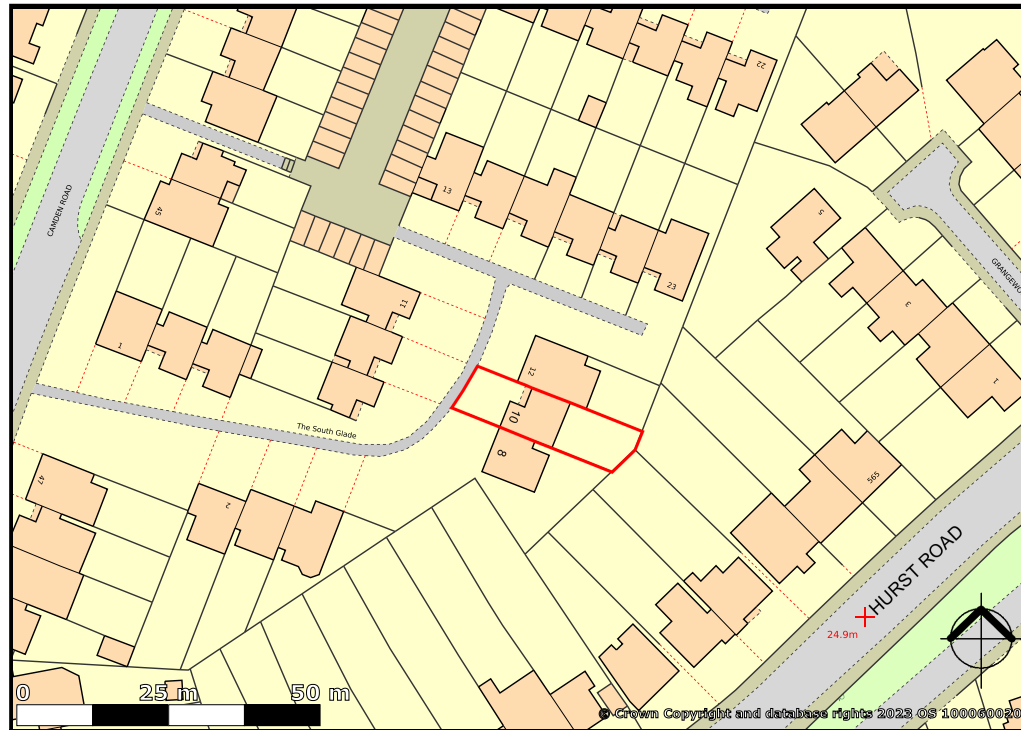 22
CAMDEN ROAD
45
13
5
23
GRANGEWO
3
11
1
12
1
10
The South Glade
8
47
2
565
HURST ROAD
24.9m
0 25 m 50 m
© Crown Copyright and database rights 2023 OS 100060020